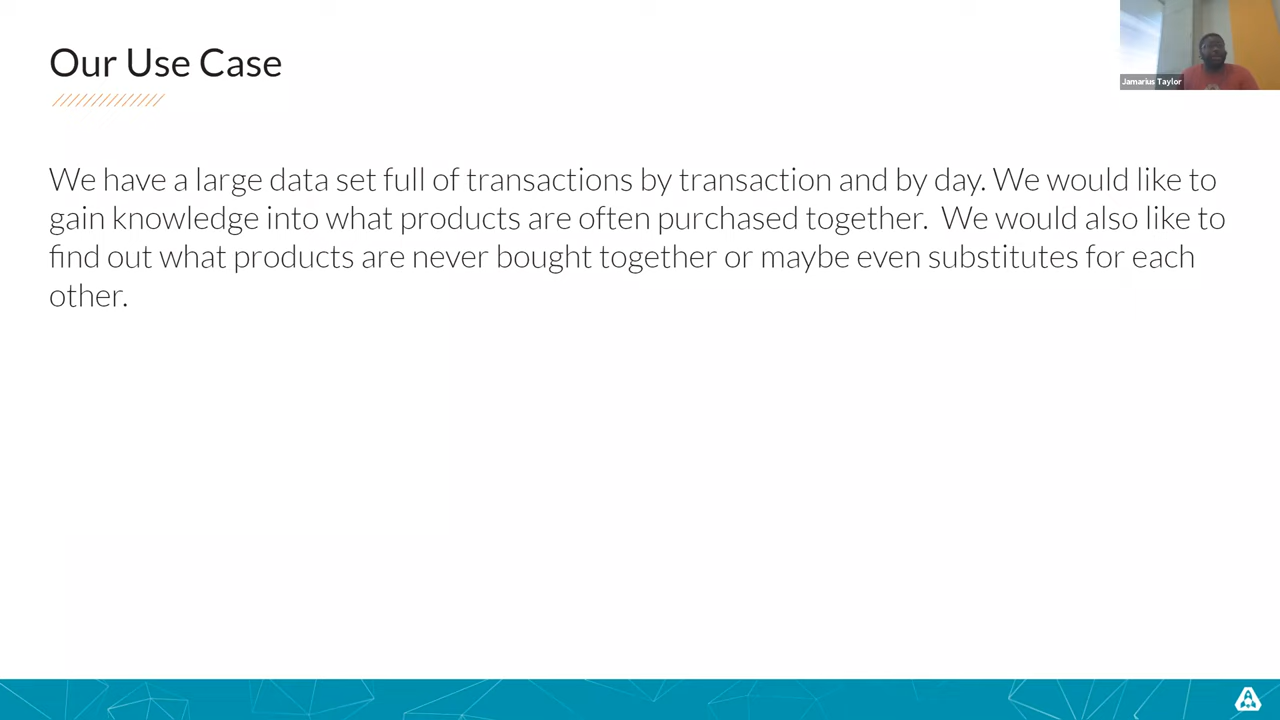 Our Use Case
Jamarius Taylor
We have a large data set full of transactions by transaction and by day. We would like to
gain knowledge into what products are often purchased together.  We would also like to
find out what products are never bought together or maybe even substitutes for each
other.